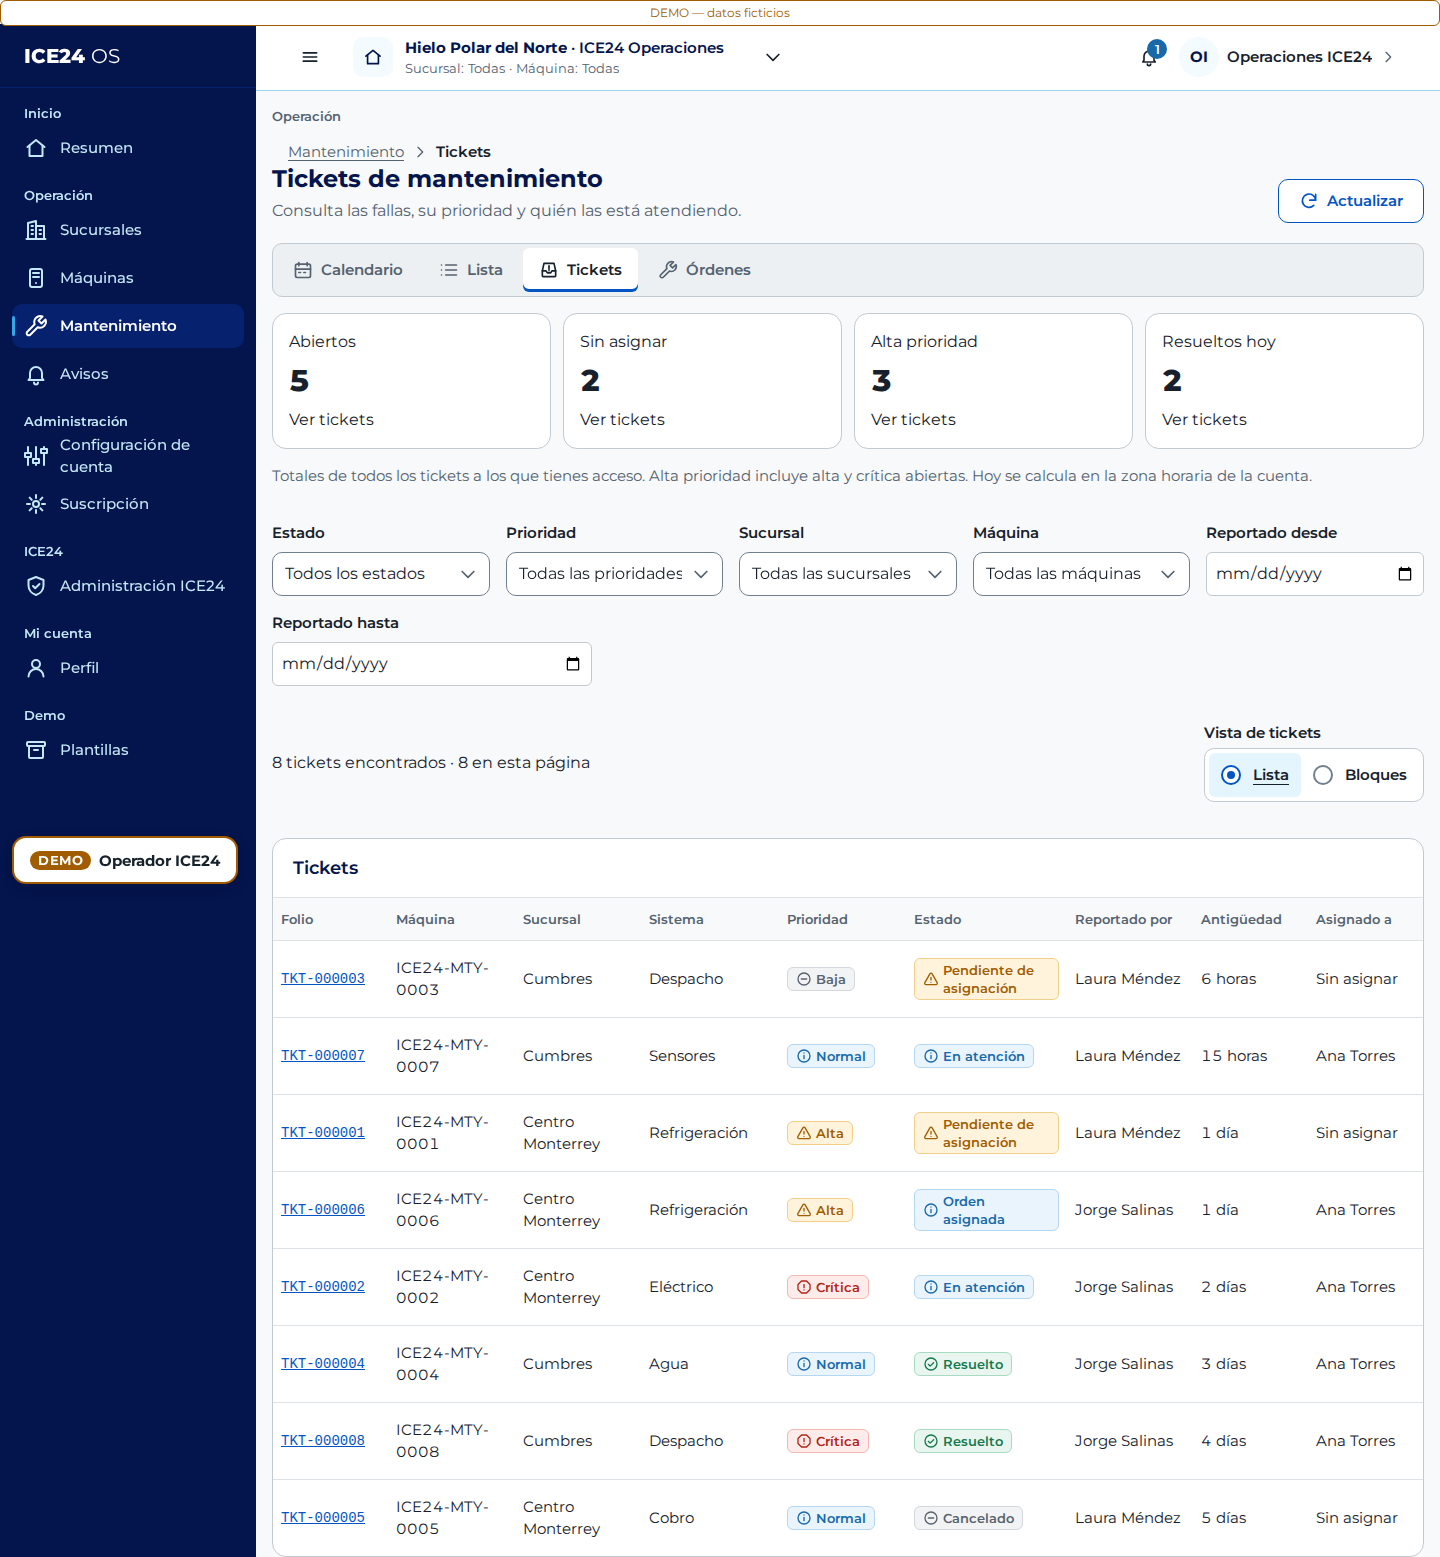 DEMO — datos ficticios
ICE24 OS
Inicio
Resumen
Operación
Sucursales
Máquinas
Mantenimiento
Avisos
Administración
Configuración de
cuenta
Suscripción
ICE24
Administración ICE24
Mi cuenta
Perfil
Demo
Plantillas
DEMO Operador ICE24
Hielo Polar del Norte · ICE24 Operaciones
Sucursal: Todas · Máquina: Todas
1
OI Operaciones ICE24
Operación
Mantenimiento Tickets
Tickets de mantenimiento
Consulta las fallas, su prioridad y quién las está atendiendo.
Actualizar
Calendario Lista Tickets Órdenes
Abiertos
5
Ver tickets
Sin asignar
2
Ver tickets
Alta prioridad
3
Ver tickets
Resueltos hoy
2
Ver tickets
Totales de todos los tickets a los que tienes acceso. Alta prioridad incluye alta y crítica abiertas. Hoy se calcula en la zona horaria de la cuenta.
Estado
Todos los estados
Prioridad
Todas las prioridades
Sucursal
Todas las sucursales
Máquina
Todas las máquinas
Reportado desde
mm/dd/yyyy
Reportado hasta
mm/dd/yyyy
8 tickets encontrados · 8 en esta página
Vista de tickets
Lista Bloques
Tickets
Folio Máquina Sucursal Sistema Prioridad Estado Reportado por Antigüedad Asignado a
TKT-000003 ICE24-MTY-0003 Cumbres Despacho Baja Pendiente de asignación Laura Méndez 6 horas Sin asignar
TKT-000007 ICE24-MTY-0007 Cumbres Sensores Normal En atención Laura Méndez 15 horas Ana Torres
TKT-000001 ICE24-MTY-0001 Centro Monterrey Refrigeración Alta Pendiente de asignación Laura Méndez 1 día Sin asignar
TKT-000006 ICE24-MTY-0006 Centro Monterrey Refrigeración Alta Orden asignada Jorge Salinas 1 día Ana Torres
TKT-000002 ICE24-MTY-0002 Centro Monterrey Eléctrico Crítica En atención Jorge Salinas 2 días Ana Torres
TKT-000004 ICE24-MTY-0004 Cumbres Agua Normal Resuelto Jorge Salinas 3 días Ana Torres
TKT-000008 ICE24-MTY-0008 Cumbres Despacho Crítica Resuelto Jorge Salinas 4 días Ana Torres
TKT-000005 ICE24-MTY-0005 Centro Monterrey Cobro Normal Cancelado Laura Méndez 5 días Sin asignar